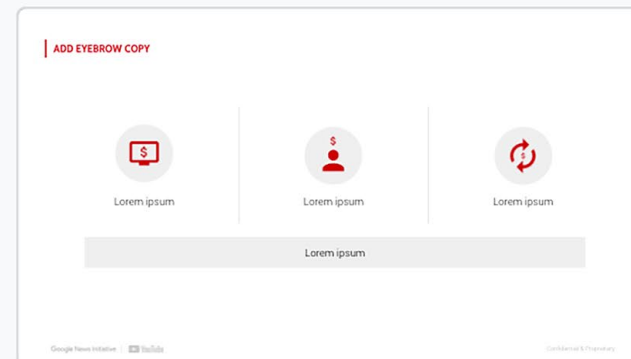 ADD EYEBROW COPY
$
$
$
Lorem ipsum
Lorem ipsum
Lorem ipsum
Lorem ipsum
Google News Initiative
YouTube
Confidential & Proprietary